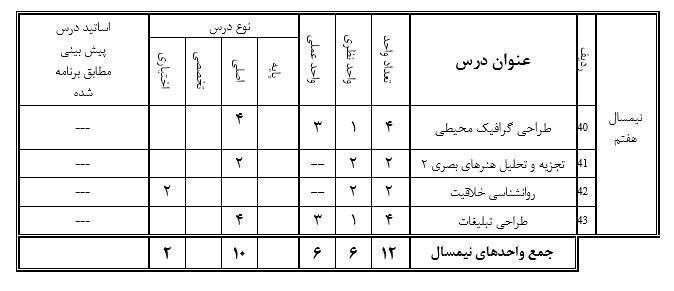 نیمسال هفتم
ردیف عنوان درس تعداد واحد واحد نظری واحد عملی نوع درس پایه اصلی تخصصی اختیاری اساتید درس پیش بینی مطابق برنامه شده
40 طراحی گرافیک محیطی ۴ ۱ ۳ ۴ ---
41 تجزیه و تحلیل هنرهای بصری ۲ ۲ ۲ -- ۲ ---
42 روانشناسی خلاقیت ۲ ۲ -- ۲ ---
43 طراحی تبلیغات ۴ ۱ ۳ ۴ ---
جمع واحدهای نیمسال ۱۲ ۶ ۶ ۱۰ ۲